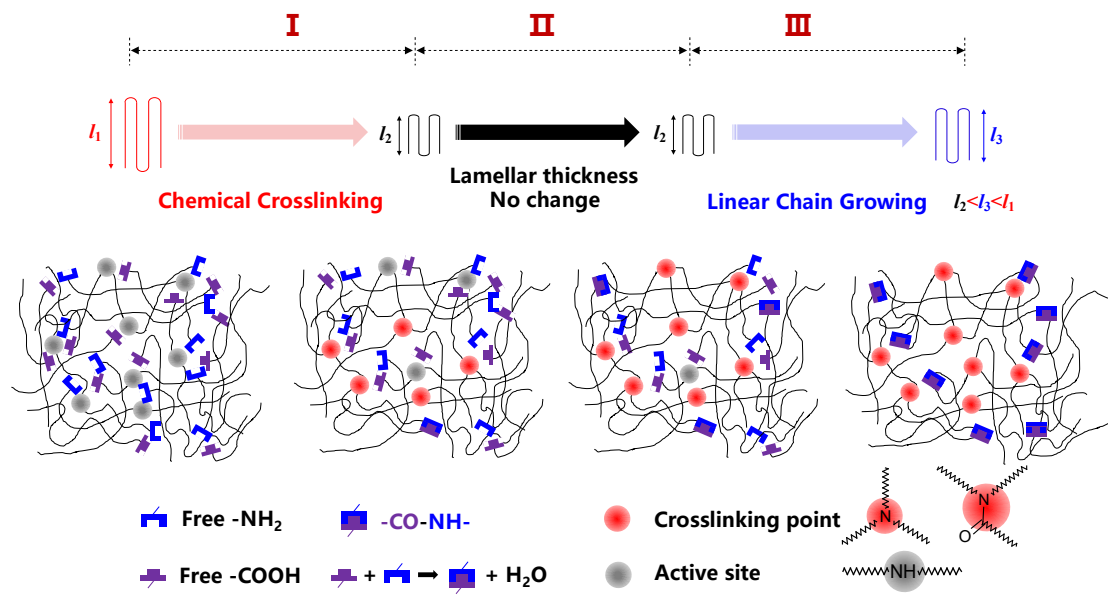 I II III
l₁ l₂ l₂ l₃
Lamellar thickness
No change
Chemical Crosslinking Linear Chain Growing l₂<l₃<l₁
Free -NH₂ -CO-NH- Crosslinking point N N O
Free -COOH + → + H₂O Active site NH